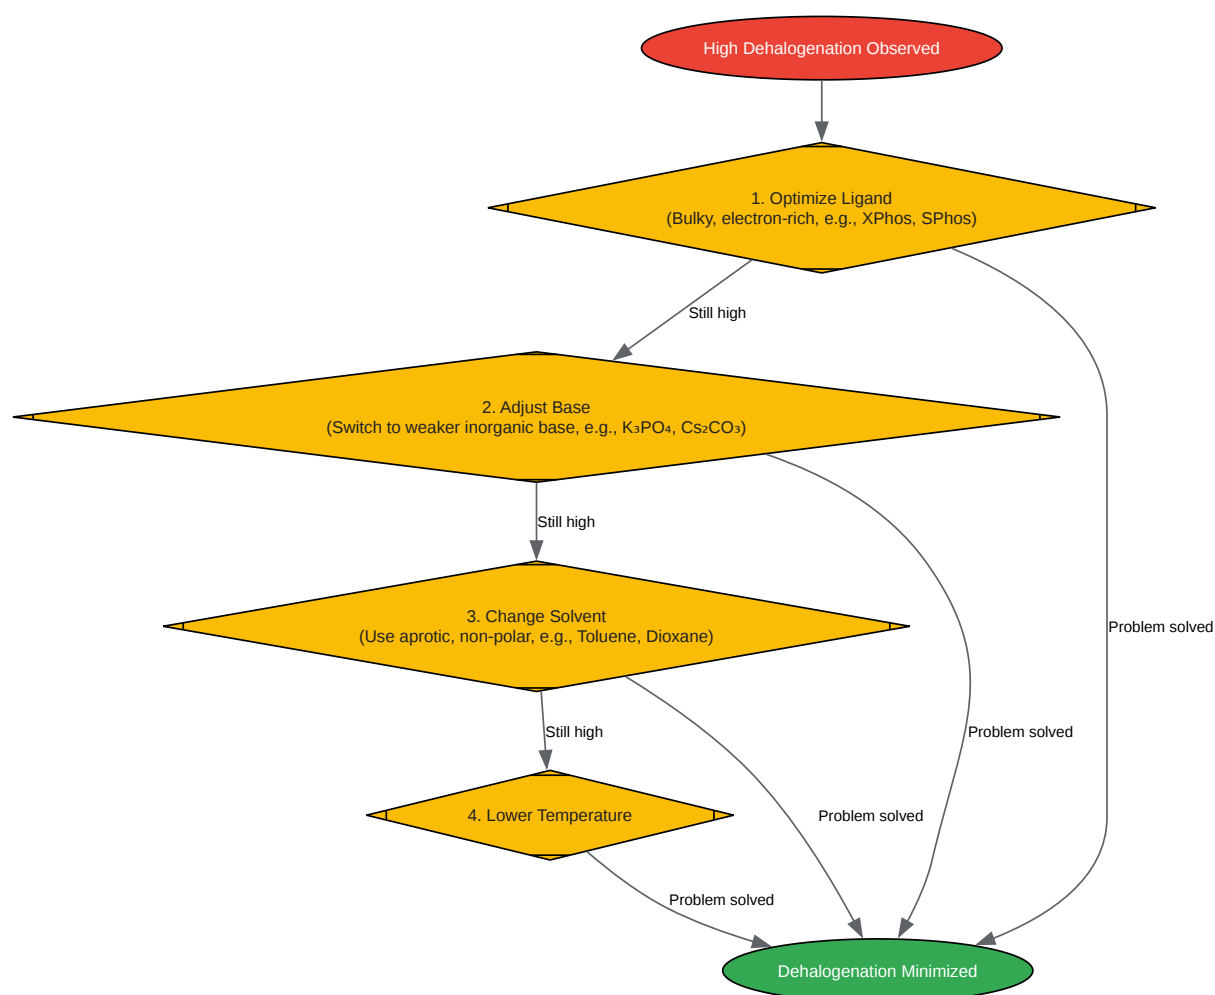 High Dehalogenation Observed
1. Optimize Ligand
(Bulky, electron-rich, e.g., XPhos, SPhos)
Still high
2. Adjust Base
(Switch to weaker inorganic base, e.g., K₃PO₄, Cs₂CO₃)
Still high
3. Change Solvent
(Use aprotic, non-polar, e.g., Toluene, Dioxane)
Problem solved
Still high
Problem solved
4. Lower Temperature
Problem solved
Problem solved
Dehalogenation Minimized